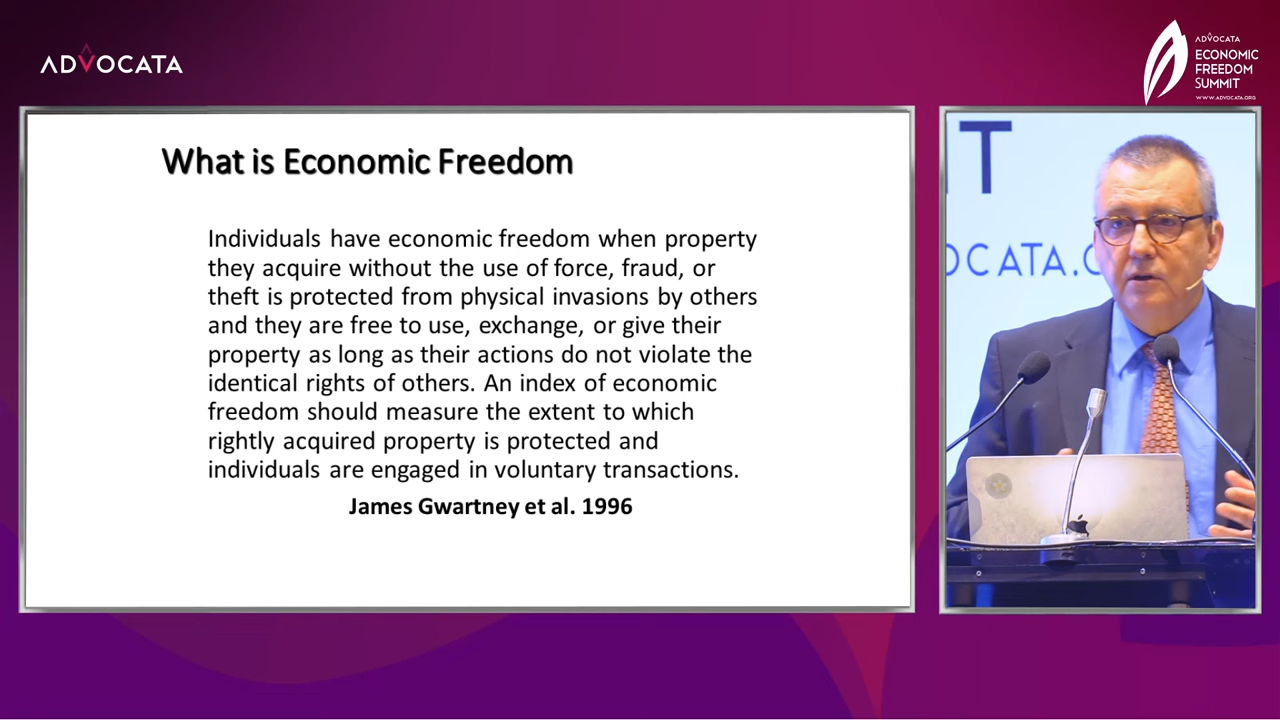 ADVOCATA
ADVOCATA
ECONOMIC
FREEDOM
SUMMIT
WWW.ADVOCATA.ORG
What is Economic Freedom
Individuals have economic freedom when property
they acquire without the use of force, fraud, or
theft is protected from physical invasions by others
and they are free to use, exchange, or give their
property as long as their actions do not violate the
identical rights of others. An index of economic
freedom should measure the extent to which
rightly acquired property is protected and
individuals are engaged in voluntary transactions.
James Gwartney et al. 1996
T
OCATA.O